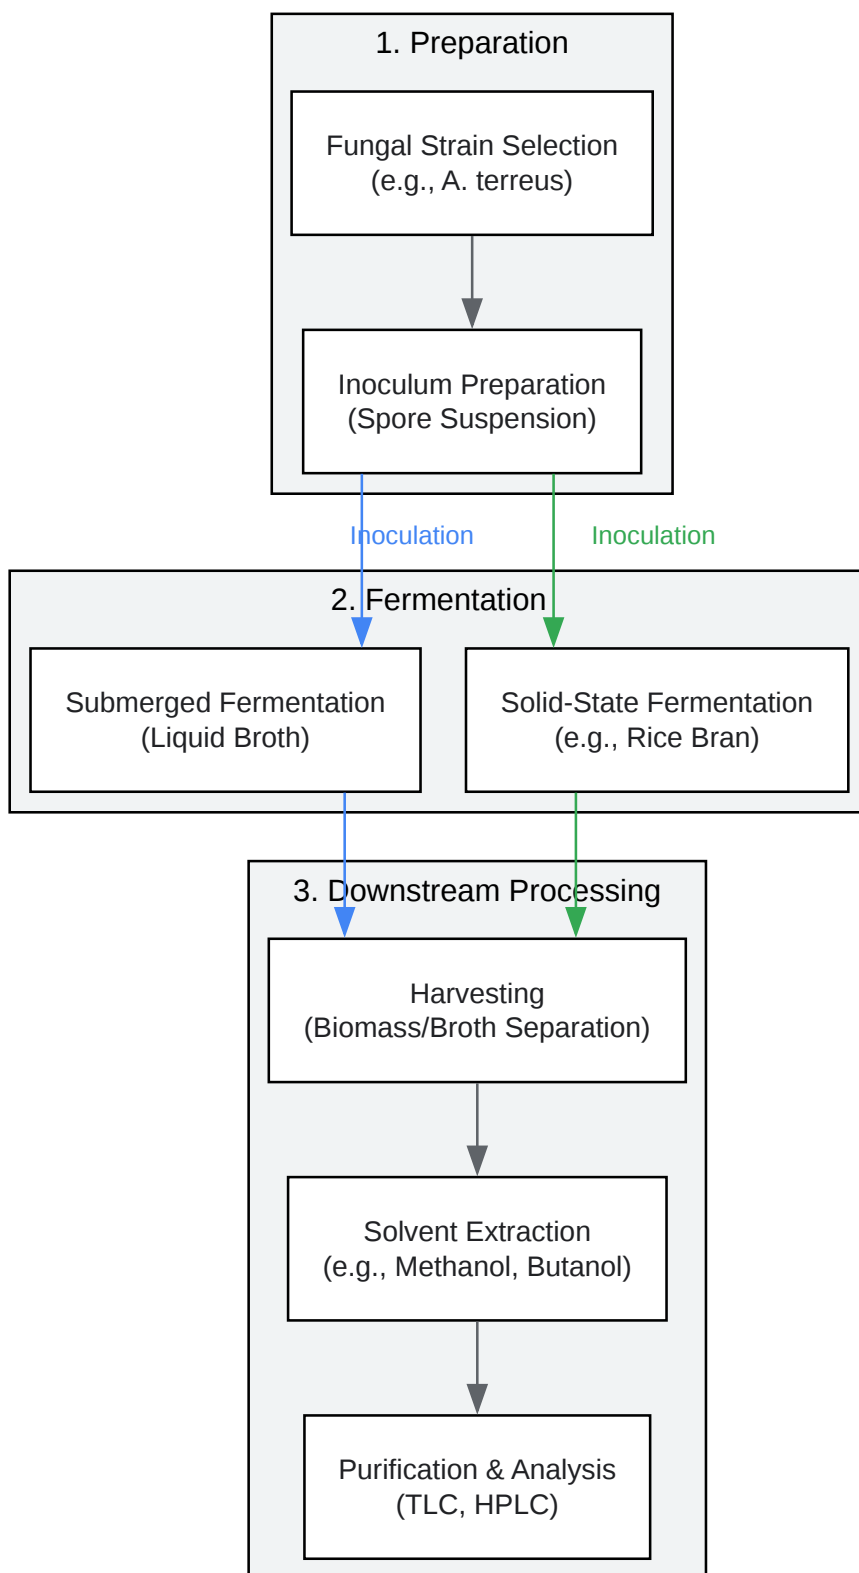 1. Preparation
Fungal Strain Selection
(e.g., A. terreus)
Inoculum Preparation
(Spore Suspension)
Inoculation
Inoculation
2. Fermentation
Submerged Fermentation
(Liquid Broth)
Solid-State Fermentation
(e.g., Rice Bran)
3. Downstream Processing
Harvesting
(Biomass/Broth Separation)
Solvent Extraction
(e.g., Methanol, Butanol)
Purification & Analysis
(TLC, HPLC)